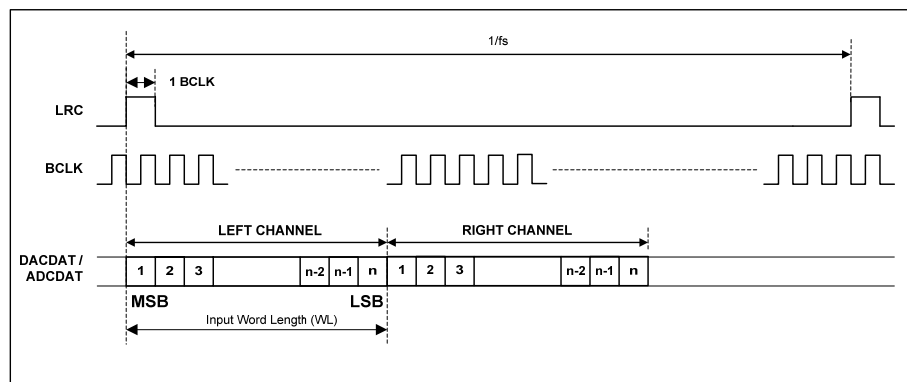 1/fs
1 BCLK
LRC
BCLK
LEFT CHANNEL
RIGHT CHANNEL
DACDAT /
ADCDAT
1 2 3 n-2 n-1 n 1 2 3 n-2 n-1 n
MSB
LSB
Input Word Length (WL)